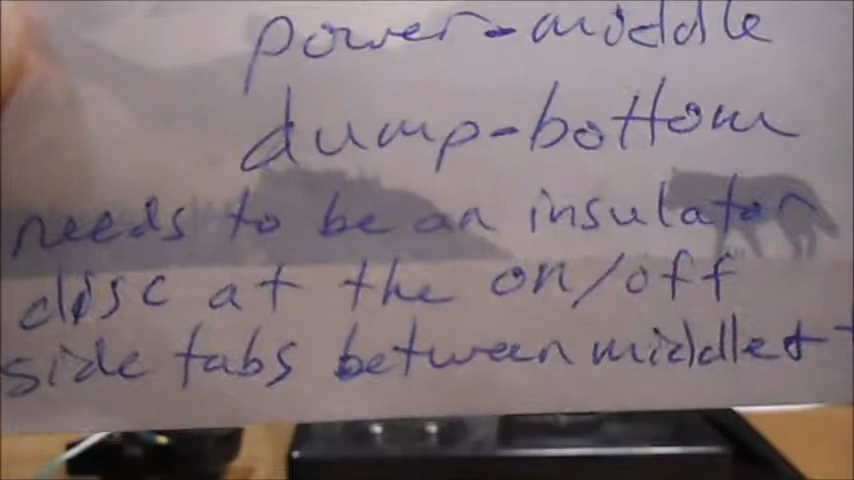 power-middle
dump-bottom
needs to be an insulator
disc at the on/off
side tabs between middle +